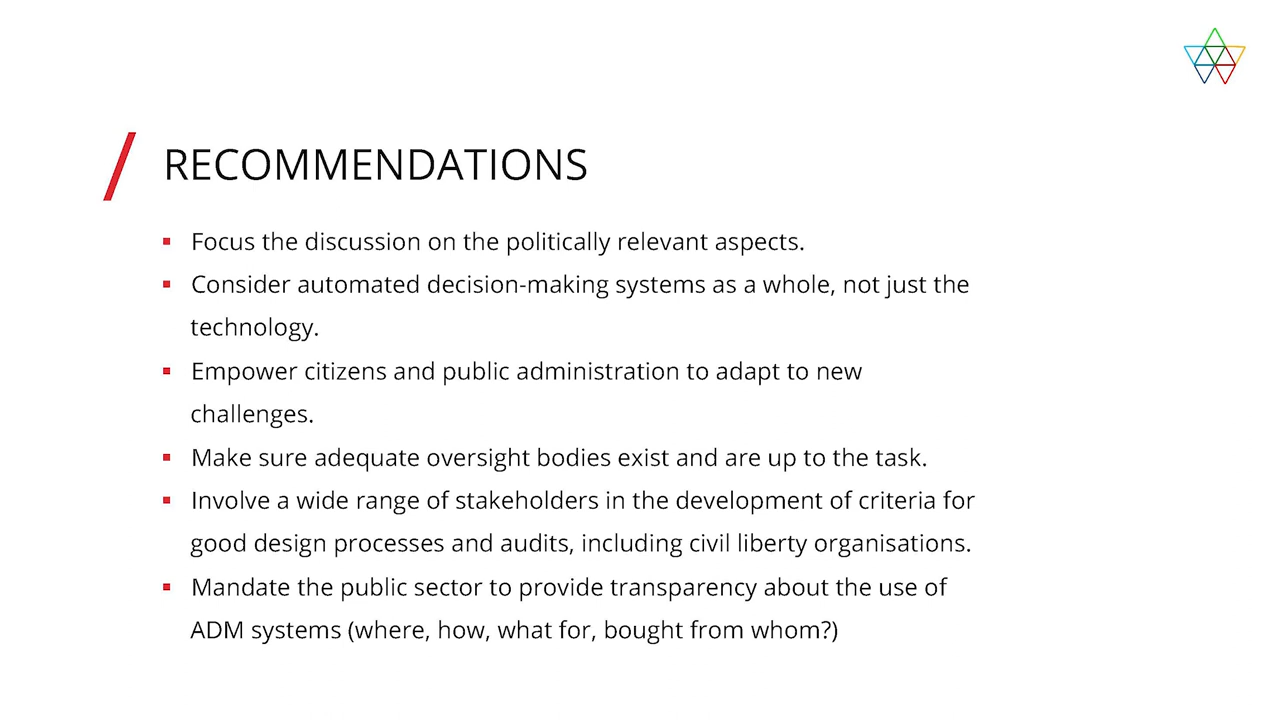 RECOMMENDATIONS
Focus the discussion on the politically relevant aspects.
Consider automated decision-making systems as a whole, not just the
technology.
Empower citizens and public administration to adapt to new
challenges.
Make sure adequate oversight bodies exist and are up to the task.
Involve a wide range of stakeholders in the development of criteria for
good design processes and audits, including civil liberty organisations.
Mandate the public sector to provide transparency about the use of
ADM systems (where, how, what for, bought from whom?)